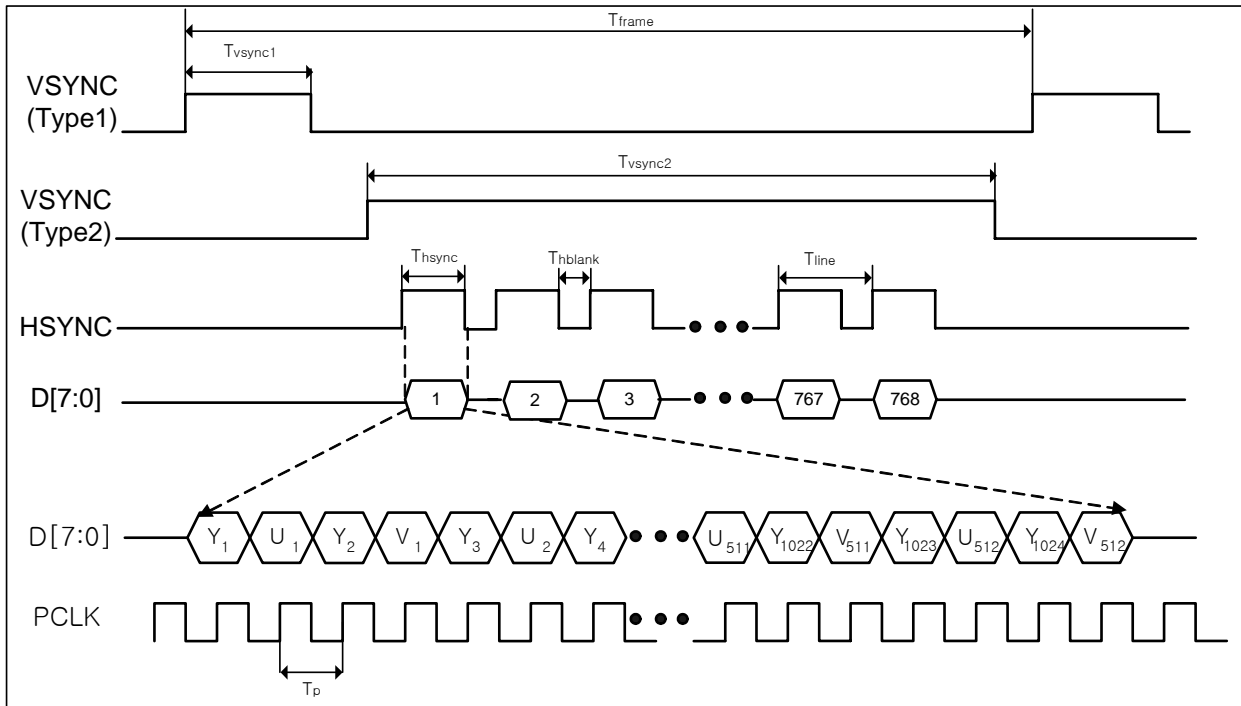 Tframe
Tvsync1
VSYNC
(Type1)
Tvsync2
VSYNC
(Type2)
Thsync Thblank Tline
HSYNC
D[7:0] 1 2 3 767 768
D[7:0] Y1 U1 Y2 V1 Y3 U2 Y4 U511 Y1022 V511 Y1023 U512 Y1024 V512
PCLK
Tp